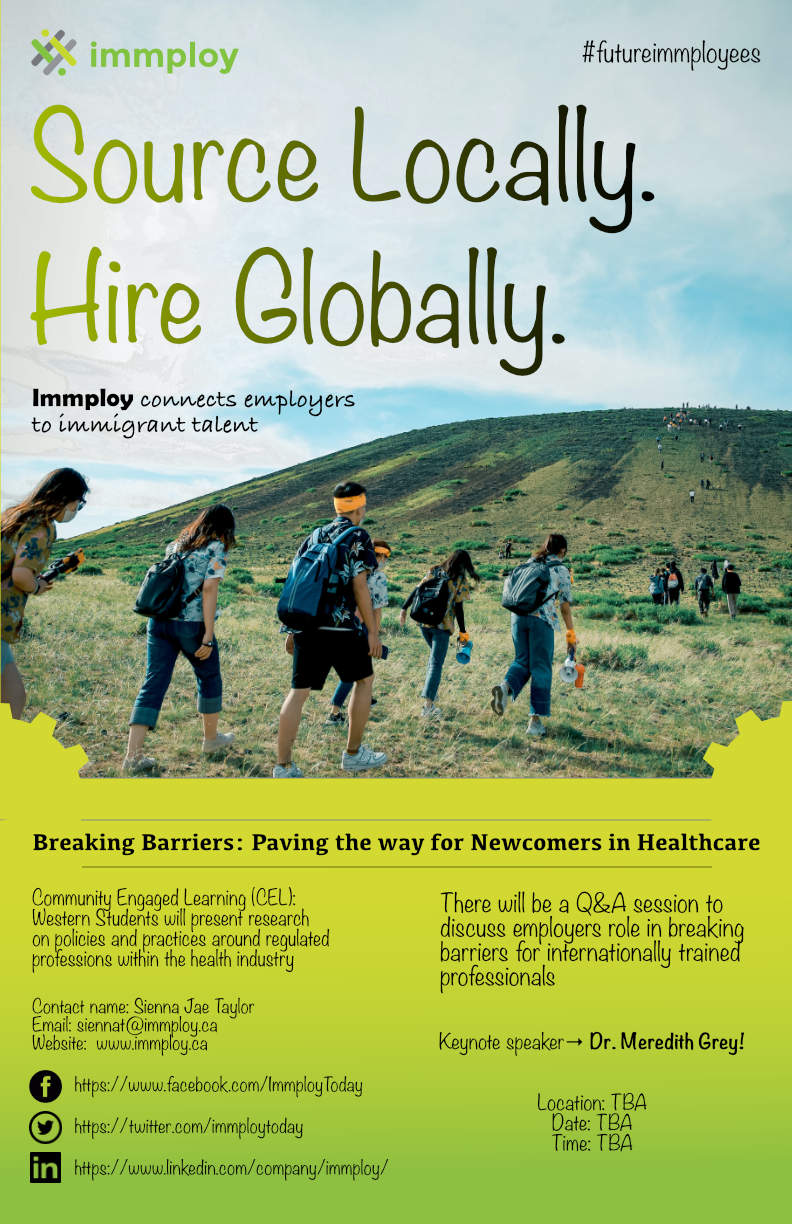 immploy
#futureimmployees
Source Locally.
Hire Globally.
Immploy connects employers
to immigrant talent
Breaking Barriers: Paving the way for Newcomers in Healthcare
Community Engaged Learning (CEL):
Western Students will present research
on policies and practices around regulated
professions within the health industry
Contact name: Sienna Jae Taylor
Email: siennat@immploy.ca
Website: www.immploy.ca
https://www.facebook.com/ImmployToday
https://twitter.com/immploytoday
in https://www.linkedin.com/company/immploy/
There will be a Q&A session to
discuss employers role in breaking
barriers for internationally trained
professionals
Keynote speaker→ Dr. Meredith Grey!
Location: TBA
Date: TBA
Time: TBA